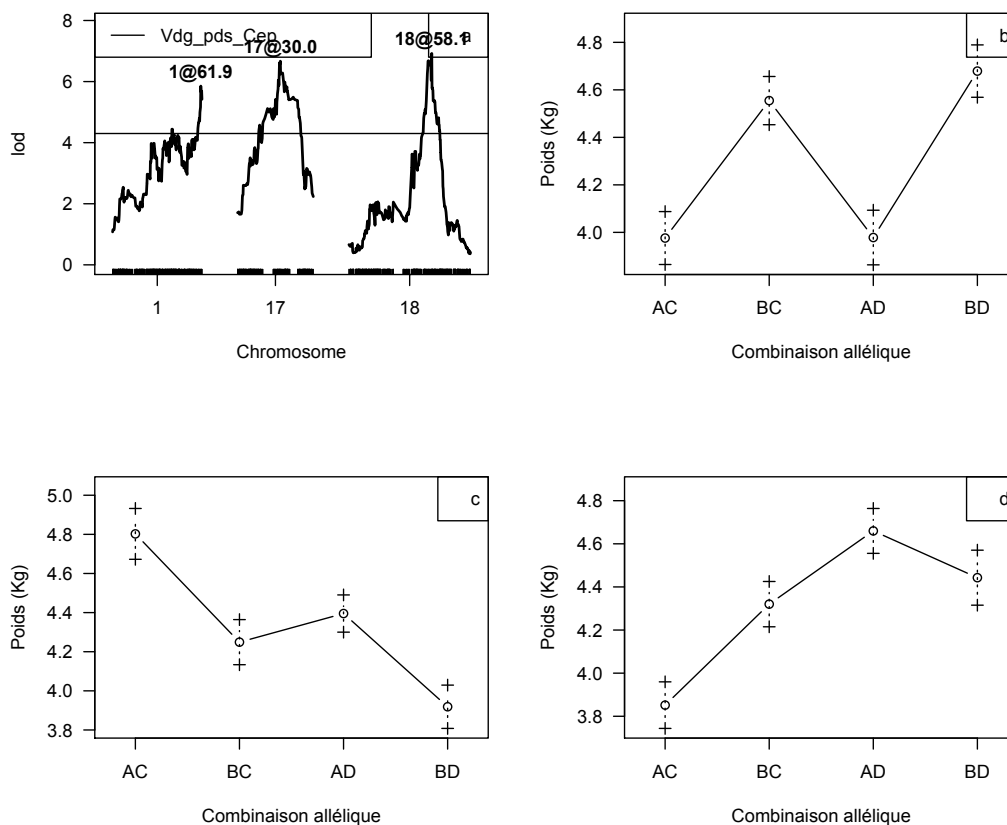 Vdg_pds_Cep
a
1@61.9
17@30.0
18@58.1
lod
8
6
4
2
0
1
17
18
Chromosome
b
Poids (Kg)
4.8
4.6
4.4
4.2
4.0
AC
BC
AD
BD
Combinaison allélique
c
Poids (Kg)
5.0
4.8
4.6
4.4
4.2
4.0
3.8
AC
BC
AD
BD
Combinaison allélique
d
Poids (Kg)
4.8
4.6
4.4
4.2
4.0
3.8
AC
BC
AD
BD
Combinaison allélique